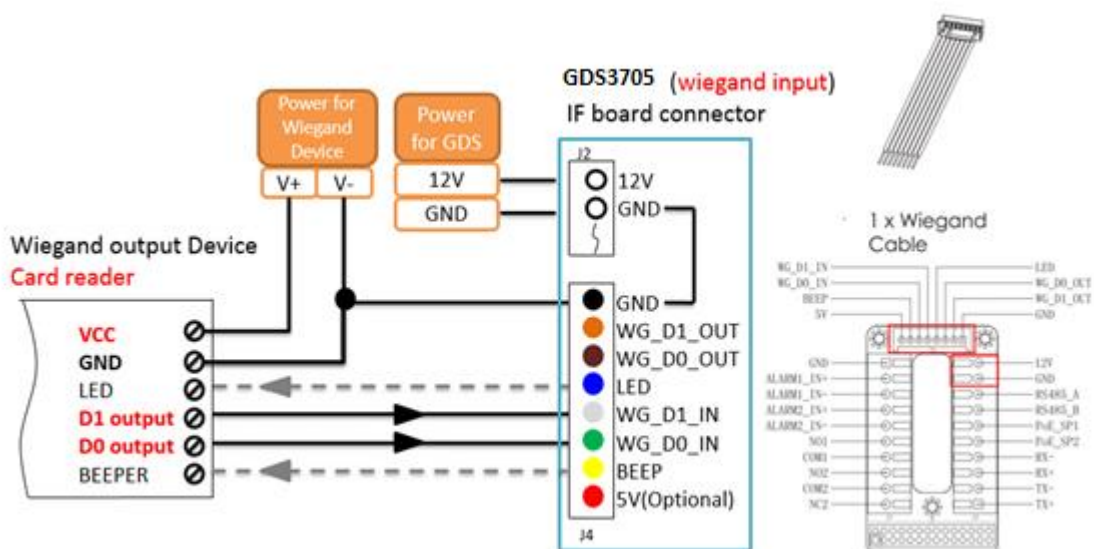 GDS3705 (wiegand input)
IF board connector
Power for
Wiegand
Device
V+ V-
Power
for GDS
12V
GND
J2
12V
GND
Wiegand output Device
Card reader
VCC
GND
LED
D1 output
D0 output
BEEPER
GND
WG_D1_OUT
WG_D0_OUT
LED
WG_D1_IN
WG_D0_IN
BEEP
5V(Optional)
J4
1 x Wiegand
Cable
WG_D1_IN
WG_D0_IN
BEEP
5V
LED
WG_D0_OUT
WG_D1_OUT
GND
GND
ALARM1_IN+
ALARM1_IN-
ALARM2_IN+
ALARM2_IN-
NO1
COM1
NO2
COM2
NC2
12V
GND
RS485_A
RS485_B
PoE_SP1
PoE_SP2
RX-
RX+
TX-
TX+